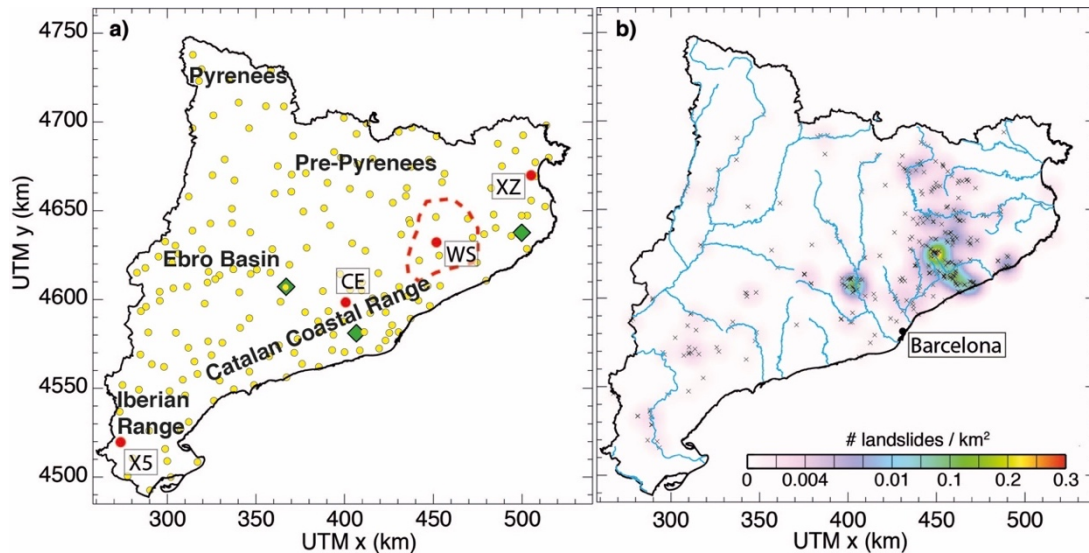 a)
b)
4750
4700
4650
4600
4550
4500
UTM y (km)
Pyrenees
Pre-Pyrenees
XZ
WS
Ebro Basin
CE
Catalan Coastal Range
Iberian
Range
X5
300 350 400 450 500
UTM x (km)
Barcelona
# landslides / km²
0 0.004 0.01 0.1 0.2 0.3
300 350 400 450 500
UTM x (km)